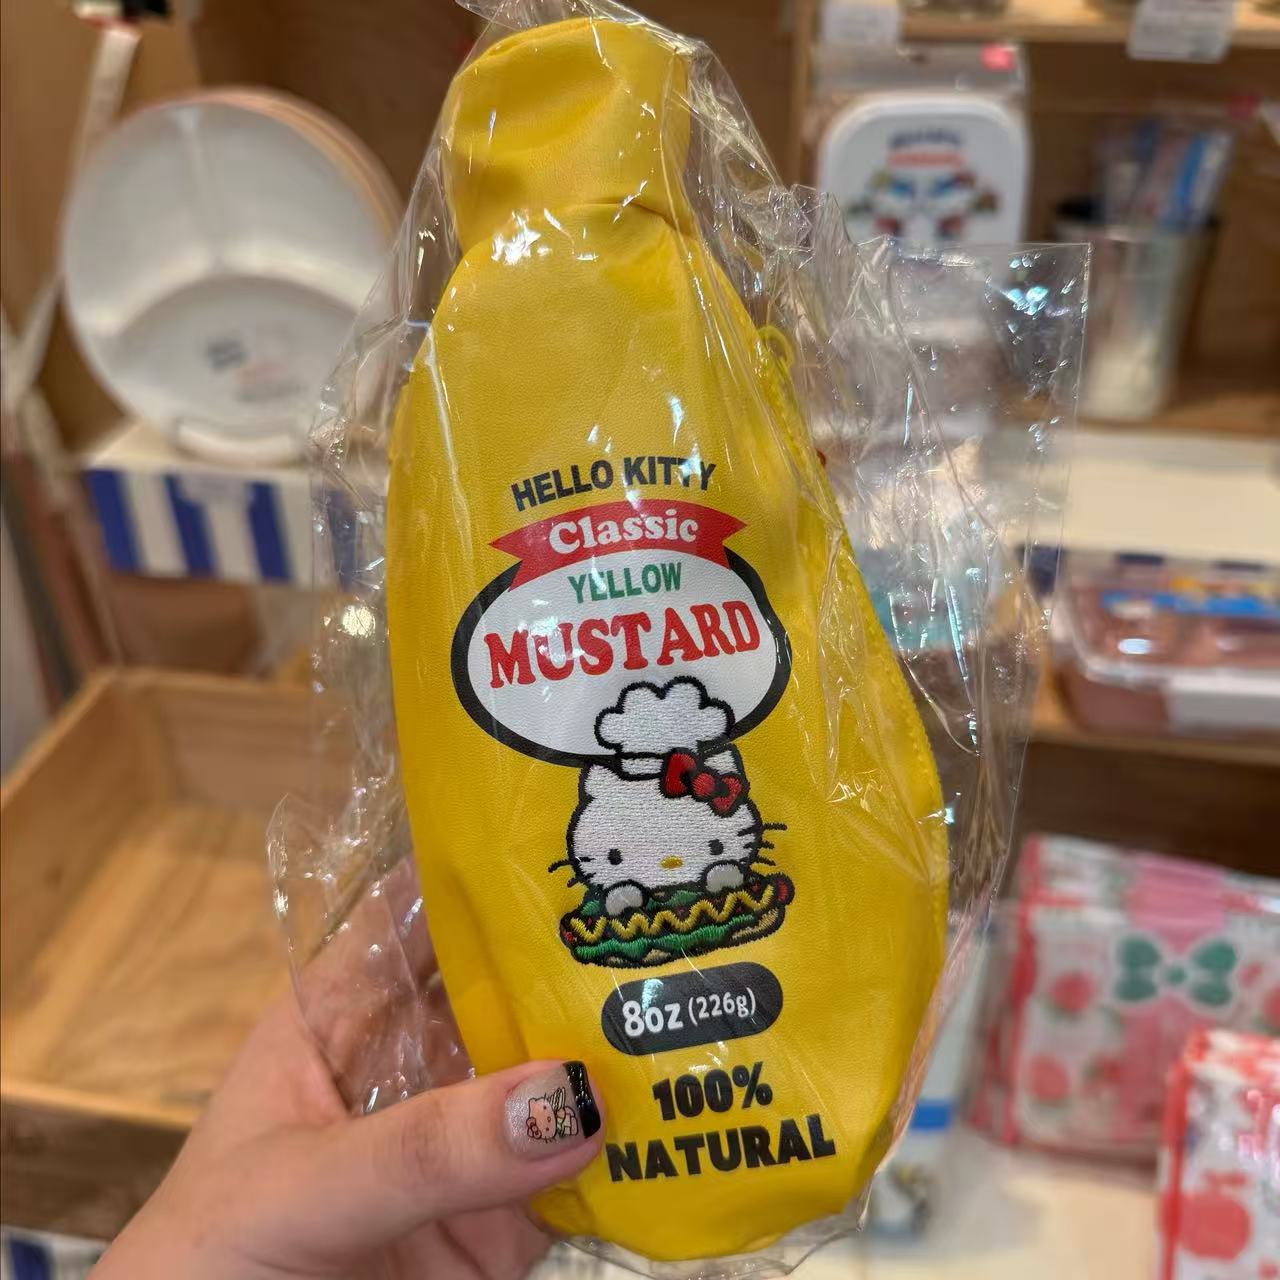 HELLO KITTY
Classic
YELLOW
MUSTARD
8oz (226g)
100%
NATURAL